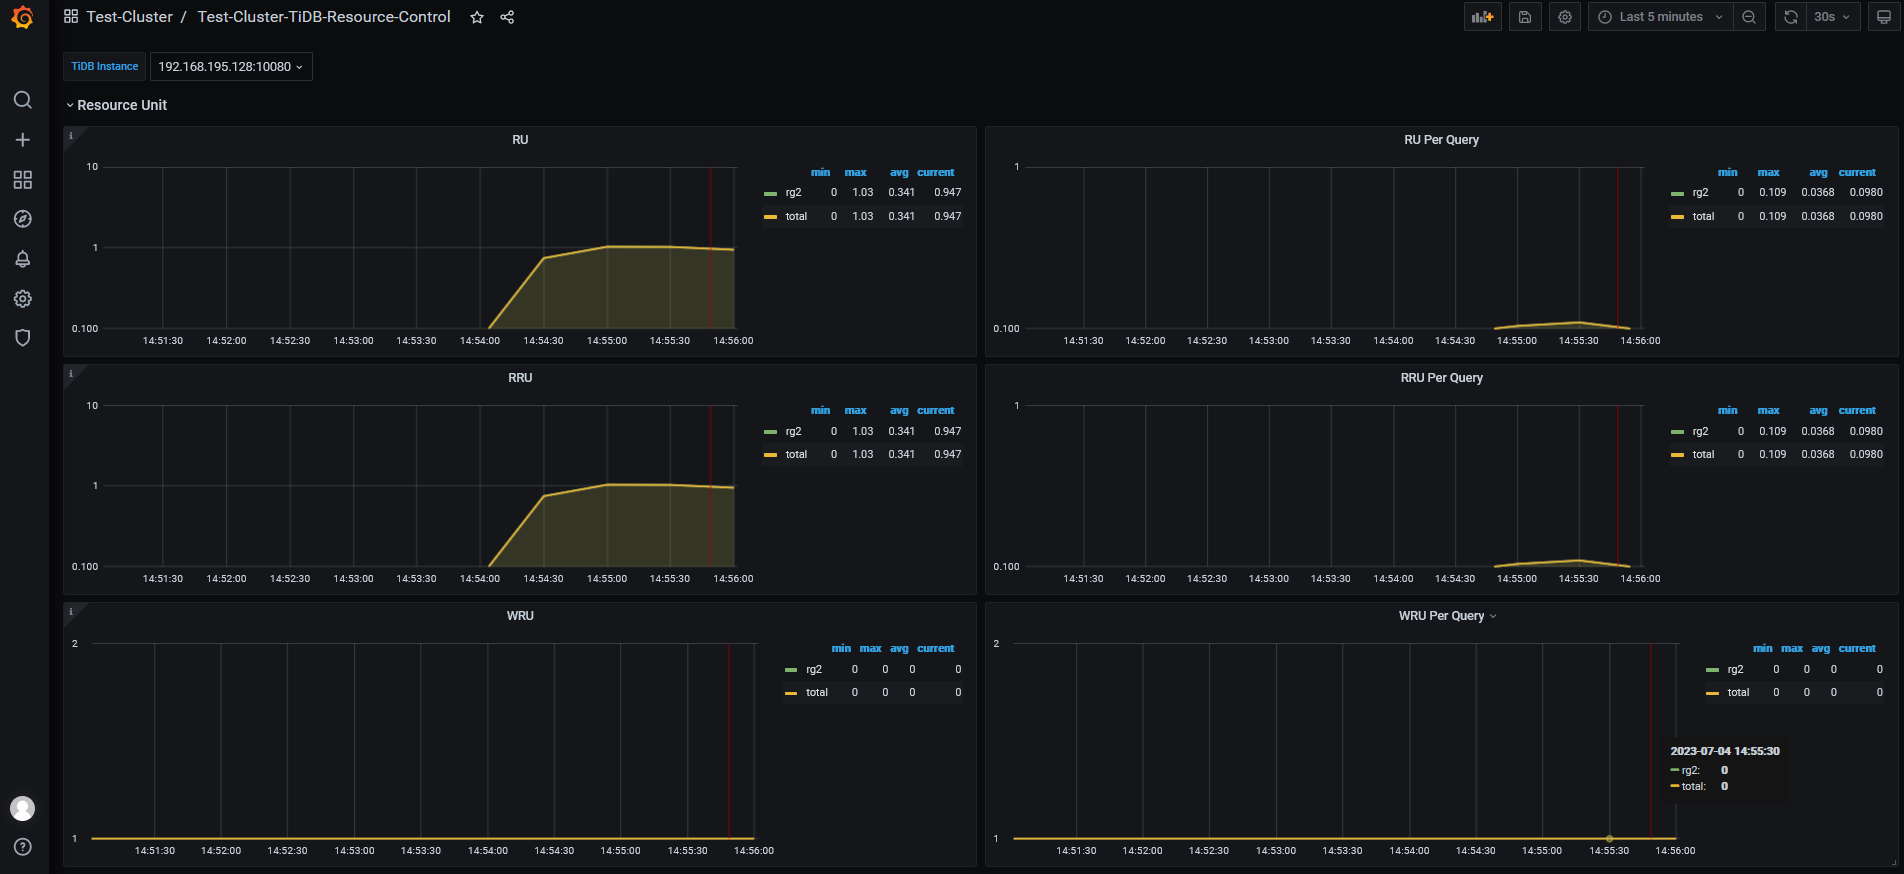 Test-Cluster / Test-Cluster-TiDB-Resource-Control
Last 5 minutes
30s
TiDB Instance 192.168.195.128:10080
Resource Unit
RU
10
1
0.100
14:51:30 14:52:00 14:52:30 14:53:00 14:53:30 14:54:00 14:54:30 14:55:00 14:55:30 14:56:00
min max avg current
rg2 0 1.03 0.341 0.947
total 0 1.03 0.341 0.947
RU Per Query
1
0.100
14:51:30 14:52:00 14:52:30 14:53:00 14:53:30 14:54:00 14:54:30 14:55:00 14:55:30 14:56:00
min max avg current
rg2 0 0.109 0.0368 0.0980
total 0 0.109 0.0368 0.0980
RRU
10
1
0.100
14:51:30 14:52:00 14:52:30 14:53:00 14:53:30 14:54:00 14:54:30 14:55:00 14:55:30 14:56:00
min max avg current
rg2 0 1.03 0.341 0.947
total 0 1.03 0.341 0.947
RRU Per Query
1
0.100
14:51:30 14:52:00 14:52:30 14:53:00 14:53:30 14:54:00 14:54:30 14:55:00 14:55:30 14:56:00
min max avg current
rg2 0 0.109 0.0368 0.0980
total 0 0.109 0.0368 0.0980
WRU
2
1
14:51:30 14:52:00 14:52:30 14:53:00 14:53:30 14:54:00 14:54:30 14:55:00 14:55:30 14:56:00
min max avg current
rg2 0 0 0 0
total 0 0 0 0
WRU Per Query
2
1
14:51:30 14:52:00 14:52:30 14:53:00 14:53:30 14:54:00 14:54:30 14:55:00 14:55:30 14:56:00
min max avg current
rg2 0 0 0 0
total 0 0 0 0
2023-07-04 14:55:30
rg2: 0
total: 0